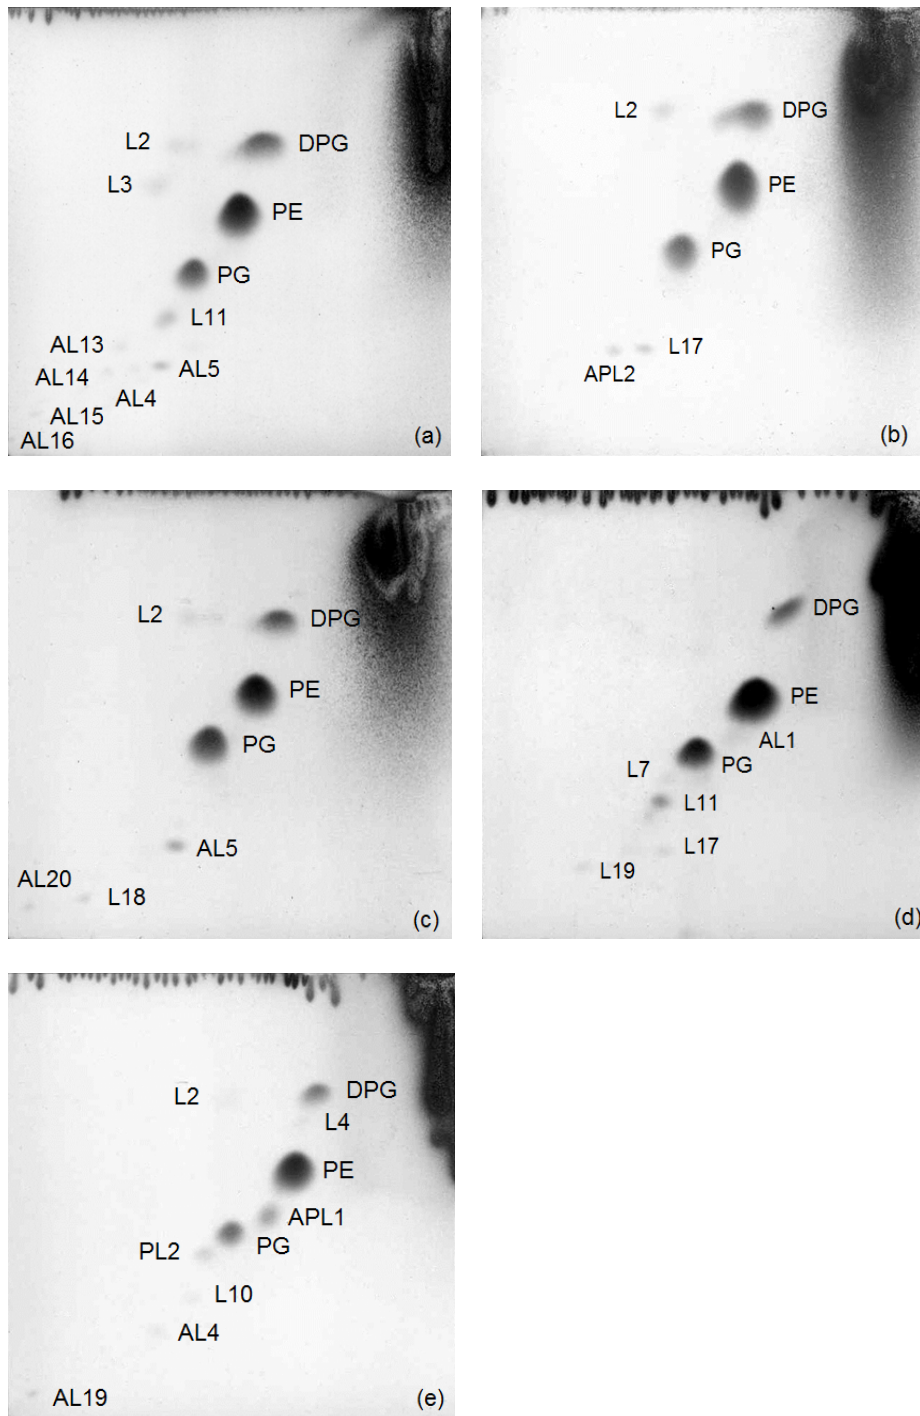 L2 DPG
L3
PE
PG
L11
AL13
AL5
AL14
AL4
AL15
AL16
(a)
L2 DPG
PE
PG
L17
APL2
(b)
L2 DPG
PE
PG
AL5
AL20
L18
(c)
DPG
PE
AL1
PG
L7
L11
L17
L19
(d)
L2 DPG
L4
PE
APL1
PG
PL2
L10
AL4
AL19
(e)